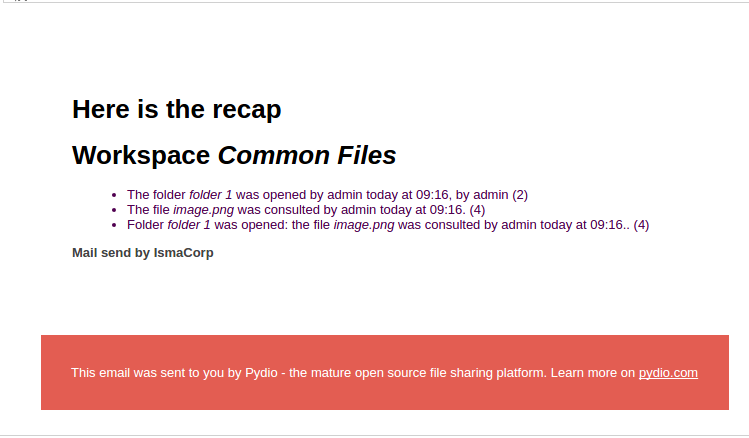 Here is the recap
Workspace Common Files
• The folder folder 1 was opened by admin today at 09:16, by admin (2)
• The file image.png was consulted by admin today at 09:16. (4)
• Folder folder 1 was opened: the file image.png was consulted by admin today at 09:16.. (4)
Mail send by IsmaCorp
This email was sent to you by Pydio - the mature open source file sharing platform. Learn more on pydio.com